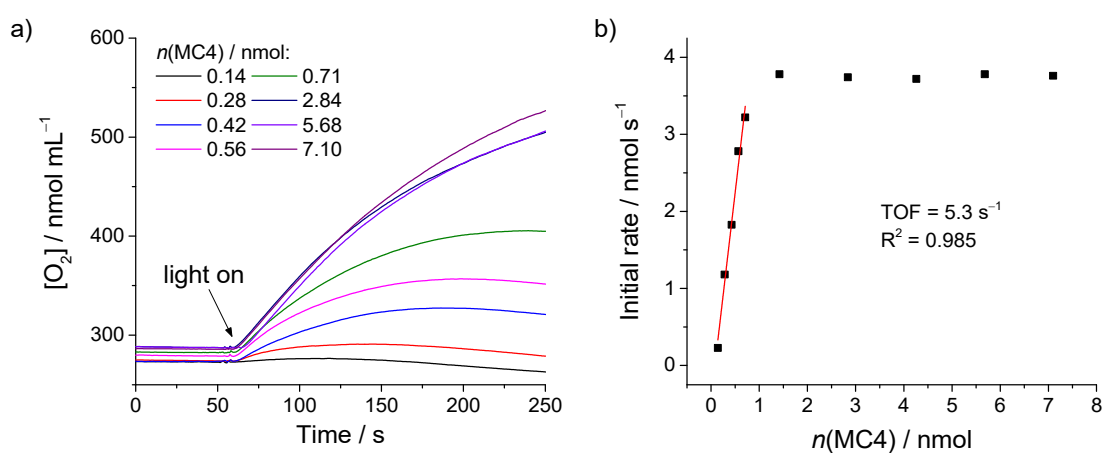 a)
600
500
400
300
[O₂] / nmol mL⁻¹
n(MC4) / nmol:
0.14 0.71
0.28 2.84
0.42 5.68
0.56 7.10
light on
0 50 100 150 200 250
Time / s
b)
4
3
2
1
0
Initial rate / nmol s⁻¹
TOF = 5.3 s⁻¹
R² = 0.985
0 1 2 3 4 5 6 7 8
n(MC4) / nmol